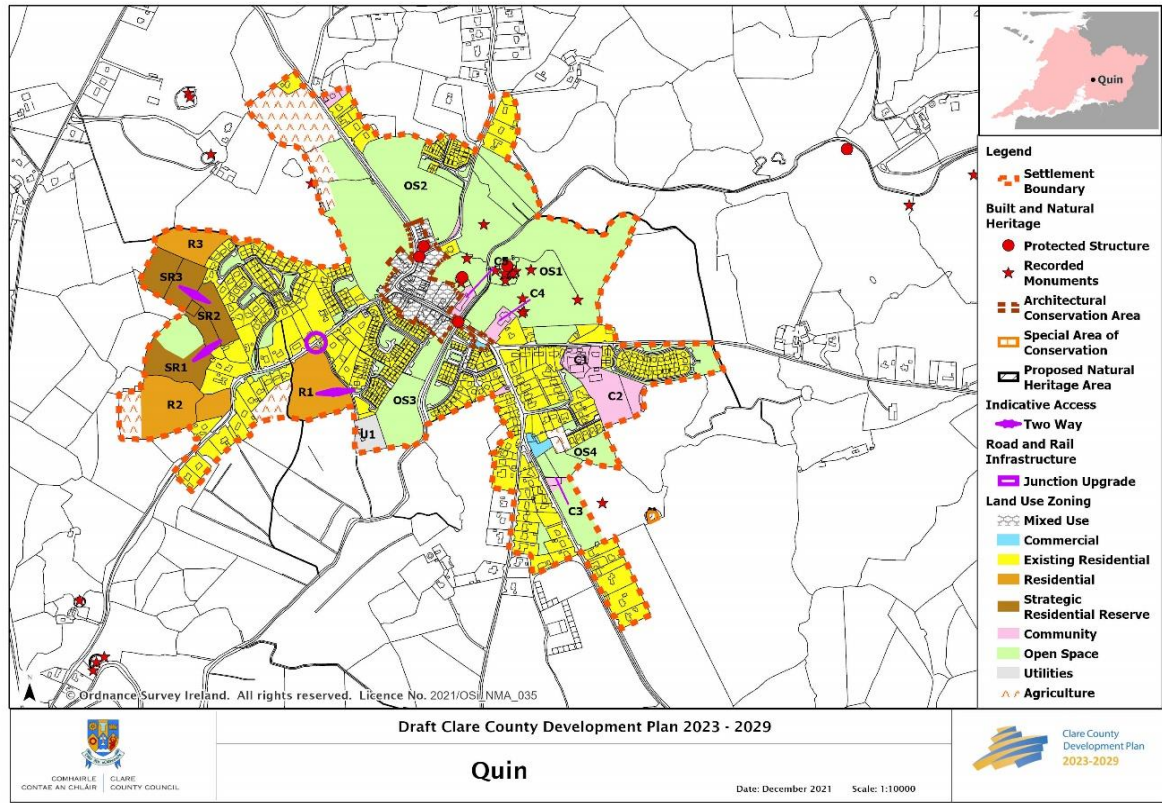 OS2
R3
SR3
SR2
SR1
R2
R1
OS3
U1
OS1
C4
C1
C2
OS4
C3
© Ordnance Survey Ireland. All rights reserved. Licence No. 2021/OSi_NMA_035
Quin
Legend
Settlement
Boundary
Built and Natural
Heritage
Protected Structure
Recorded
Monuments
Architectural
Conservation Area
Special Area of
Conservation
Proposed Natural
Heritage Area
Indicative Access
Two Way
Road and Rail
Infrastructure
Junction Upgrade
Land Use Zoning
Mixed Use
Commercial
Existing Residential
Residential
Strategic
Residential Reserve
Community
Open Space
Utilities
Agriculture
COMHAIRLE
CONTAE AN CHLÁIR
CLARE
COUNTY COUNCIL
Draft Clare County Development Plan 2023 - 2029
Quin
Date: December 2021 Scale: 1:10000
Clare County
Development Plan
2023-2029